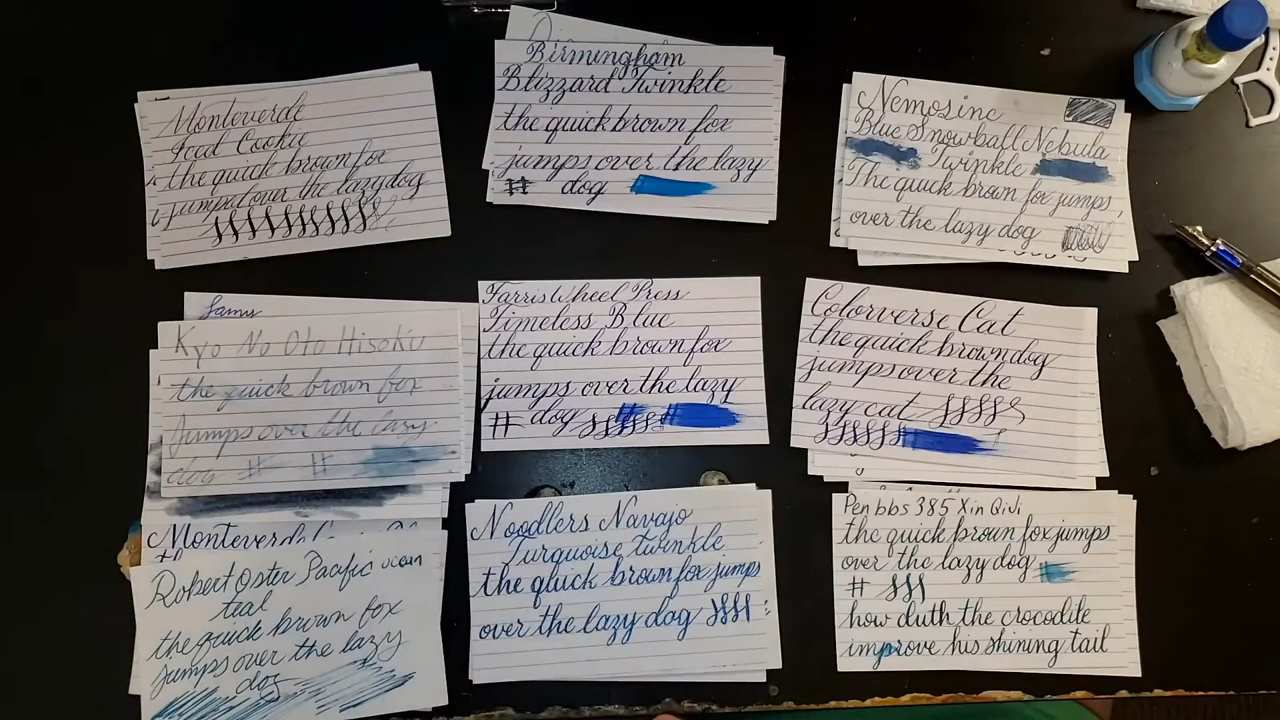 Monteverde
Iced Cookie
the quick brown fox
jumped over the lazy dog
Birmingham
Blizzard Twinkle
the quick brown fox
jumps over the lazy
# dog
Nemosine
Blue Snowball Nebula
Twinkle
The quick brown fox jumps
over the lazy dog
Lamy
Kyo No Oto Hisoku
the quick brown fox
Jumps over the lazy
dog # #
Farris Wheel Press
Timeless Blue
the quick brown fox
jumps over the lazy
# dog # #
Colorverse Cat
the quick brown dog
jumps over the
lazy cat
Robert Oster Pacific ocean
teal
the quick brown fox
jumps over the lazy
dog
Noodlers Navajo
Turquoise twinkle
the quick brown fox jumps
over the lazy dog
Pen bbs 385 Xin QiJi
the quick brown fox jumps
over the lazy dog #
#
how duth the crocodile
improve his shining tail